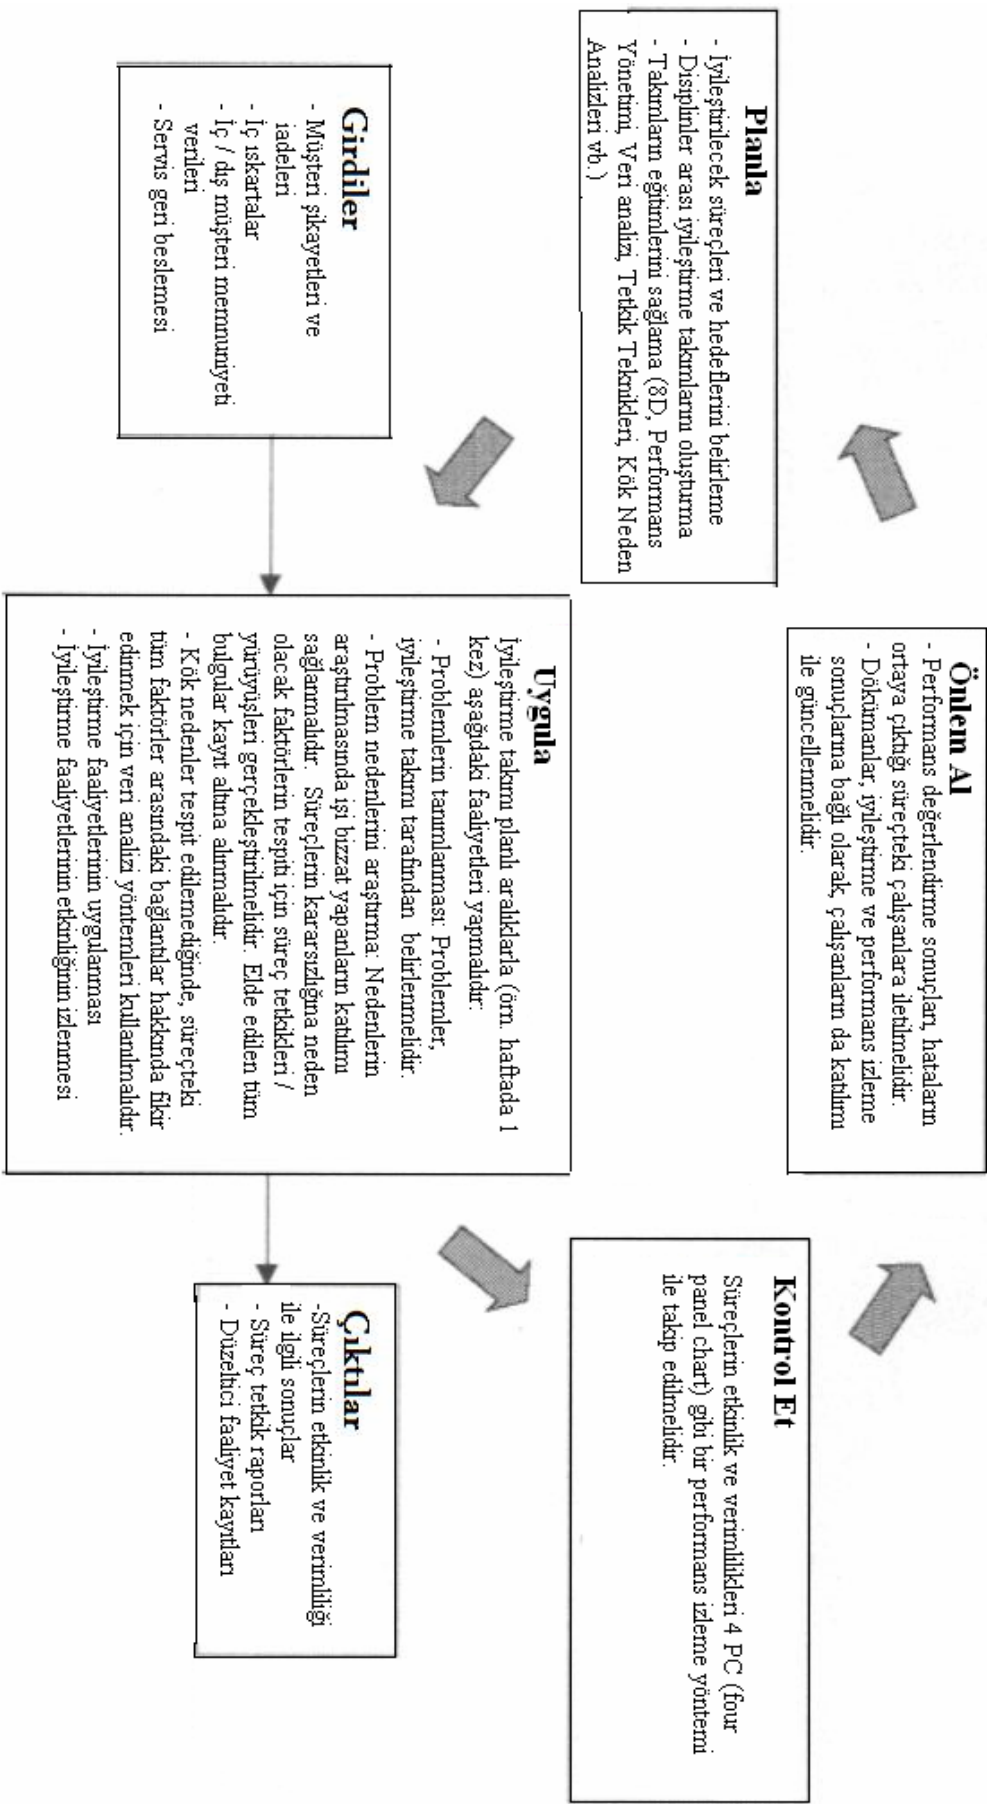 Önlem Al
- Performans değerlendirme sonuçları, hataların
ortaya çıktığı süreçteki çalışanlara iletilmelidir.
- Dökümanlar, iyileştirme ve performans izleme
sonuçlarına bağlı olarak, çalışanların da katılımı
ile güncellenmelidir.
Planla
- İyileştirilecek süreçleri ve hedeflerini belirleme
- Disiplinler arası iyileştirme takımlarını oluşturma
- Takımların eğitimlerini sağlama (8D, Performans
Yönetimi, Veri analizi, Tetkik Teknikleri, Kök Neden
Analizleri vb.)
Kontrol Et
Süreçlerin etkinlik ve verimlilikleri 4 PC (four
panel chart) gibi bir performans izleme yöntemi
ile takip edilmelidir.
Girdiler
- Müşteri şikayetleri ve
iadeleri
- İç ıskartalar
- İç / dış müşteri memnuniyeti
verileri
- Servis geri beslemesi
Uygula
İyileştirme takımı planlı aralıklarla (örn. haftada 1
kez) aşağıdaki faaliyetleri yapmalıdır:
- Problemlerin tanımlanması: Problemler,
iyileştirme takımı tarafından belirlenmelidir.
- Problem nedenlerini araştırma: Nedenlerin
araştırılmasında işi bizzat yapanların katılımı
sağlanmalıdır. Süreçlerin kararsızlığına neden
olacak faktörlerin tespiti için süreç tetkikleri /
yürüyüşleri gerçekleştirilmelidir. Elde edilen tüm
bulgular kayıt altına alınmalıdır.
- Kök nedenler tespit edilemediğinde, süreçteki
tüm faktörler arasındaki bağlantılar hakkında fikir
edinmek için veri analizi yöntemleri kullanılmalıdır.
- İyileştirme faaliyetlerinin uygulanması
- İyileştirme faaliyetlerinin etkinliğinin izlenmesi
Çıktılar
-Süreçlerin etkinlik ve verimliliği
ile ilgili sonuçlar
- Süreç tetkik raporları
- Düzeltici faaliyet kayıtları